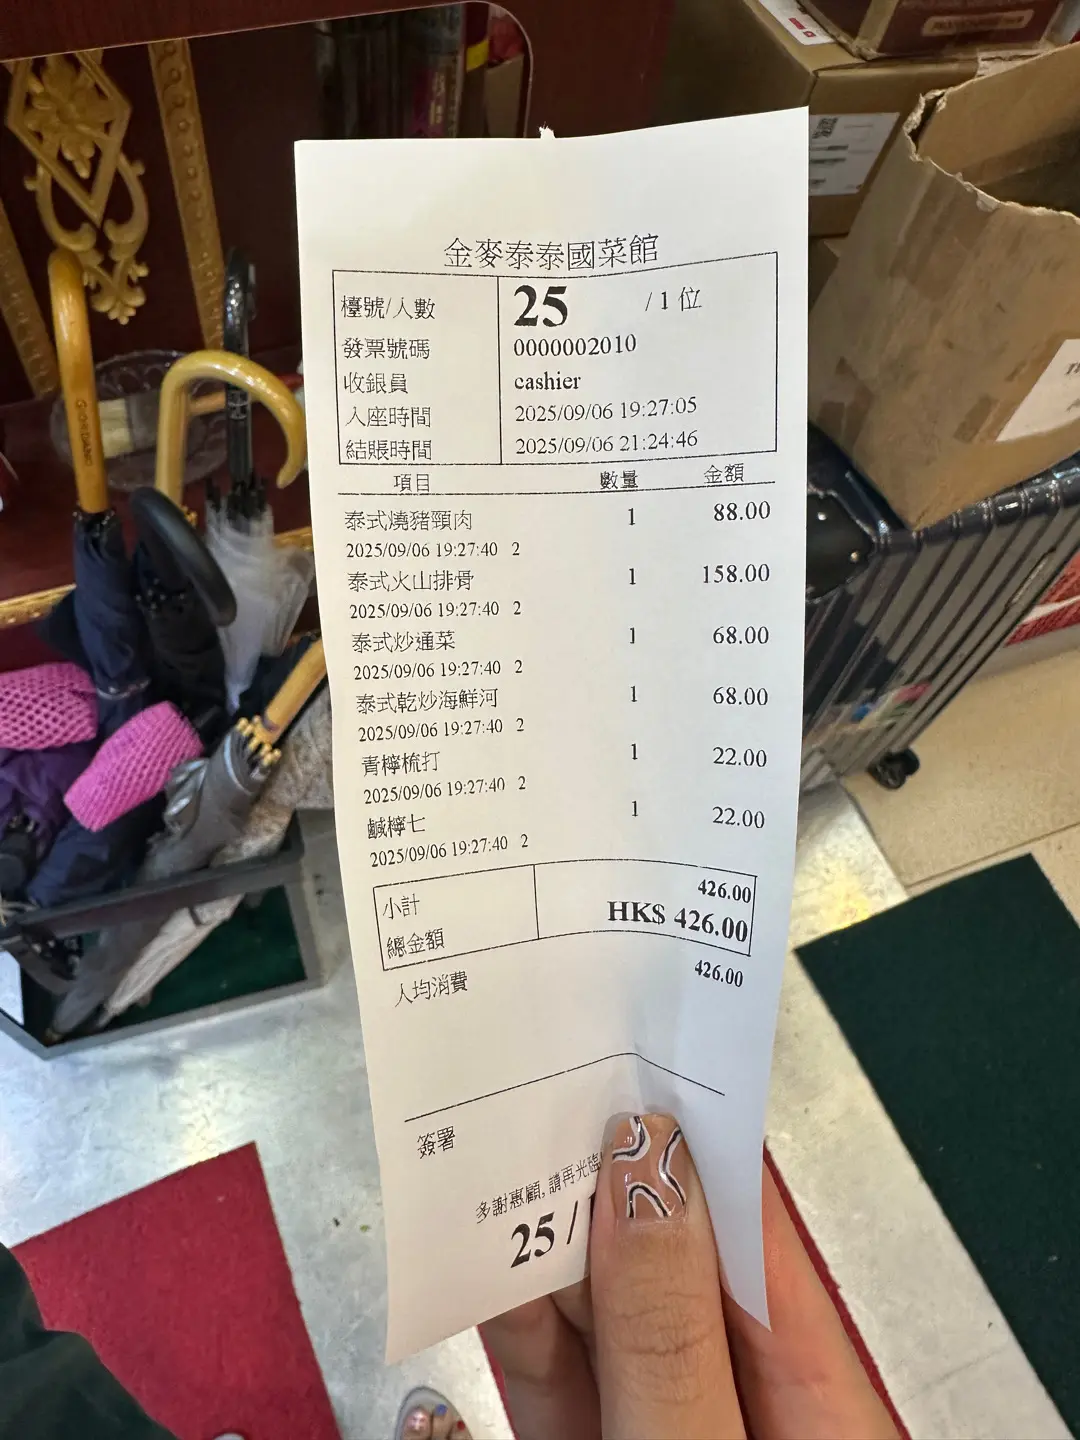 金麥泰泰國菜館
檯號/人數 25 /1 位
發票號碼 0000002010
收銀員 cashier
入座時間 2025/09/06 19:27:05
結賬時間 2025/09/06 21:24:46
項目 數量 金額
泰式燒豬頸肉 1 88.00
2025/09/06 19:27:40 2
泰式火山排骨 1 158.00
2025/09/06 19:27:40 2
泰式炒通菜 1 68.00
2025/09/06 19:27:40 2
泰式乾炒海鮮河 1 68.00
2025/09/06 19:27:40 2
青檸梳打 1 22.00
2025/09/06 19:27:40 2
鹹檸七 1 22.00
2025/09/06 19:27:40 2
小計 426.00
總金額 HK$ 426.00
人均消費 426.00
簽署
多謝惠顧,請再光臨
25 /
GIORDANO